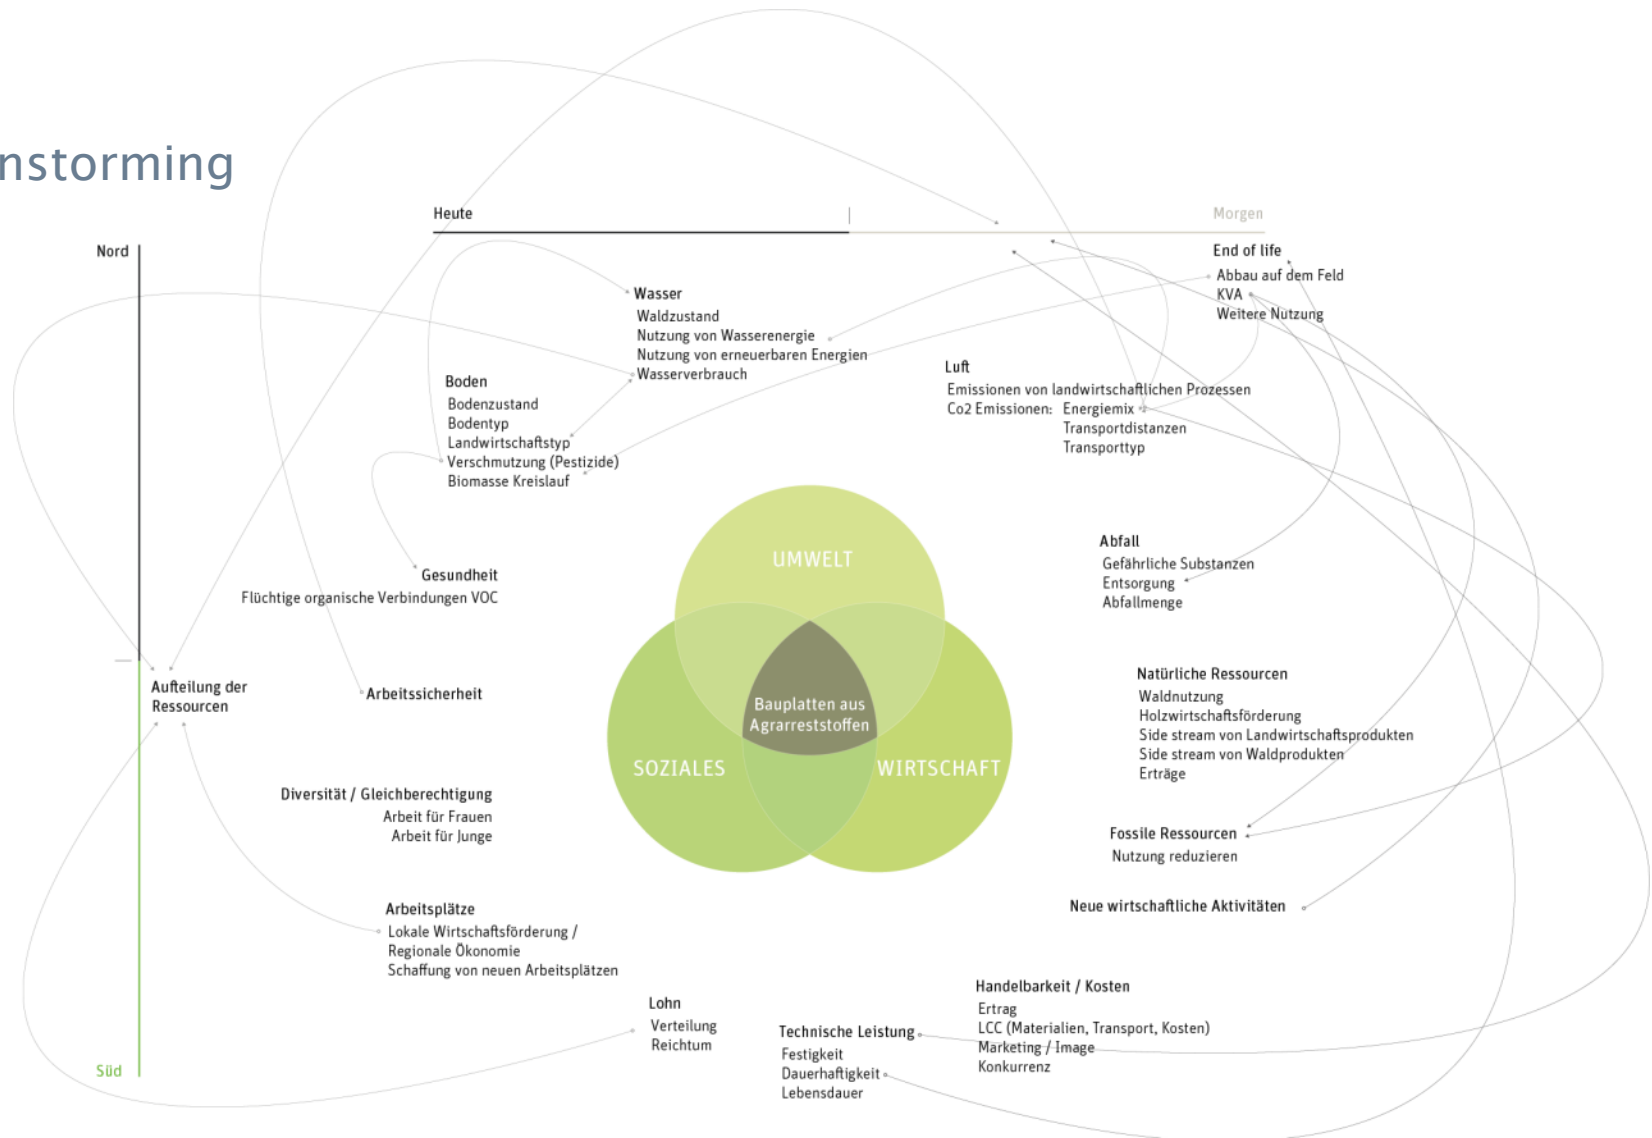 nstorming
Heute
Morgen
Nord
End of life
Abbau auf dem Feld
KVA
Weitere Nutzung
Wasser
Waldzustand
Nutzung von Wasserenergie
Nutzung von erneuerbaren Energien
Wasserverbrauch
Luft
Emissionen von landwirtschaftlichen Prozessen
Co2 Emissionen: Energiemix
Transportdistanzen
Transporttyp
Boden
Bodenzustand
Bodentyp
Landwirtschaftstyp
Verschmutzung (Pestizide)
Biomasse Kreislauf
Gesundheit
Flüchtige organische Verbindungen VOC
UMWELT
Abfall
Gefährliche Substanzen
Entsorgung
Abfallmenge
Aufteilung der
Ressourcen
Arbeitssicherheit
Bauplatten aus
Agrarreststoffen
SOZIALES
WIRTSCHAFT
Natürliche Ressourcen
Waldnutzung
Holzwirtschaftsförderung
Side stream von Landwirtschaftsprodukten
Side stream von Waldprodukten
Erträge
Diversität / Gleichberechtigung
Arbeit für Frauen
Arbeit für Junge
Fossile Ressourcen
Nutzung reduzieren
Neue wirtschaftliche Aktivitäten
Arbeitsplätze
Lokale Wirtschaftsförderung /
Regionale Ökonomie
Schaffung von neuen Arbeitsplätzen
Lohn
Verteilung
Reichtum
Technische Leistung
Festigkeit
Dauerhaftigkeit
Lebensdauer
Handelbarkeit / Kosten
Ertrag
LCC (Materialien, Transport, Kosten)
Marketing / Image
Konkurrenz
Süd